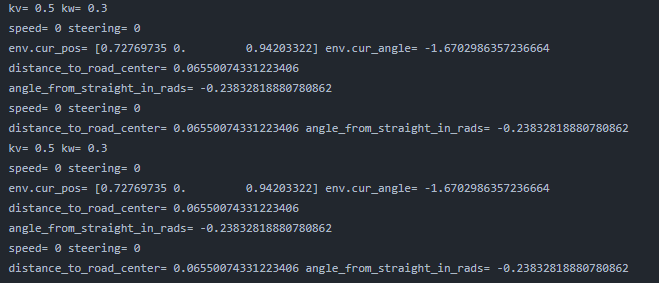 kv= 0.5 kw= 0.3
speed= 0 steering= 0
env.cur_pos= [0.72769735 0.         0.94203322] env.cur_angle= -1.6702986357236664
distance_to_road_center= 0.06550074331223406
angle_from_straight_in_rads= -0.23832818880780862
speed= 0 steering= 0
distance_to_road_center= 0.06550074331223406 angle_from_straight_in_rads= -0.23832818880780862
kv= 0.5 kw= 0.3
speed= 0 steering= 0
env.cur_pos= [0.72769735 0.         0.94203322] env.cur_angle= -1.6702986357236664
distance_to_road_center= 0.06550074331223406
angle_from_straight_in_rads= -0.23832818880780862
speed= 0 steering= 0
distance_to_road_center= 0.06550074331223406 angle_from_straight_in_rads= -0.23832818880780862